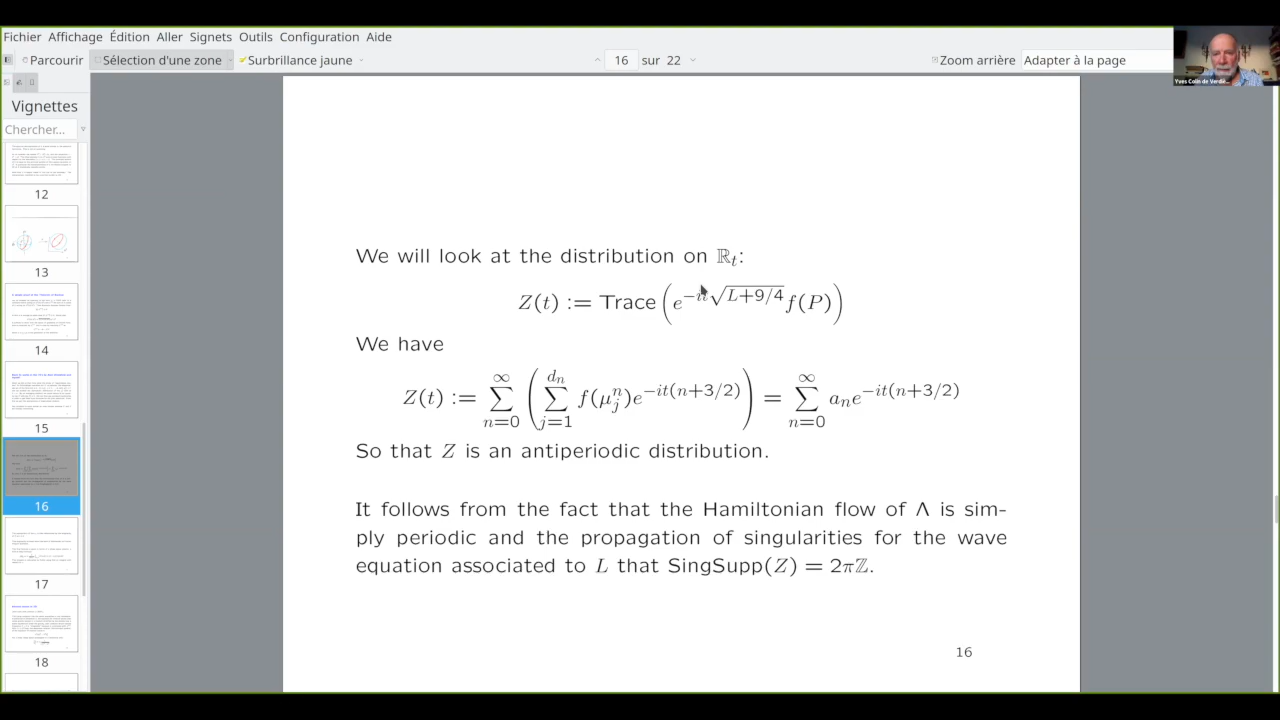 Fichier Affichage Édition Aller Signets Outils Configuration Aide
Parcourir Sélection d'une zone Surbrillance jaune 16 sur 22 Zoom arrière Adapter à la page
Yves Colin de Verdiè...
Vignettes
Chercher...
12
13
14
15
16
17
18
We will look at the distribution on ℝ_t:
Z(t) := Trace ( e^{-it√(L+9/4)} f(P) )
We have
Z(t) := ∑_{n=0}^{∞} ( ∑_{j=1}^{d_n} f(μ_j^n) e^{-it(n+3/2)} ) = ∑_{n=0}^{∞} a_n e^{-it(n+3/2)}
So that Z is an antiperiodic distribution.
It follows from the fact that the Hamiltonian flow of Λ is sim-
ply periodic and the propagation of singularities for the wave
equation associated to L that SingSupp(Z) = 2πℤ.
16